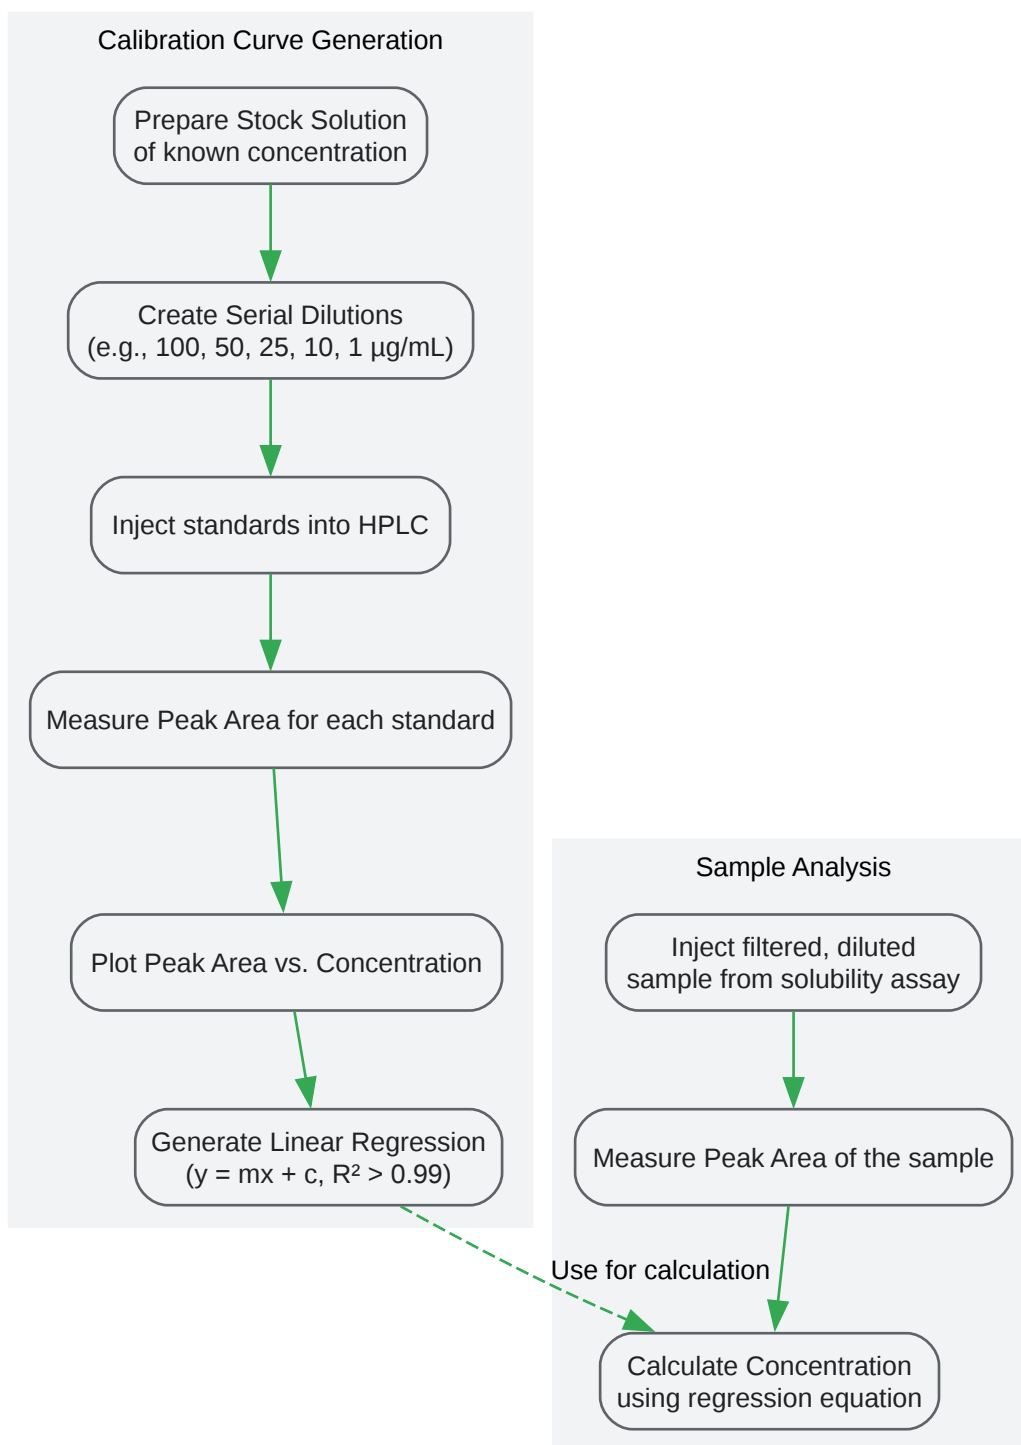 Calibration Curve Generation
Prepare Stock Solution
of known concentration
Create Serial Dilutions
(e.g., 100, 50, 25, 10, 1 µg/mL)
Inject standards into HPLC
Measure Peak Area for each standard
Plot Peak Area vs. Concentration
Generate Linear Regression
(y = mx + c, R² > 0.99)
Sample Analysis
Inject filtered, diluted
sample from solubility assay
Measure Peak Area of the sample
Use for calculation
Calculate Concentration
using regression equation